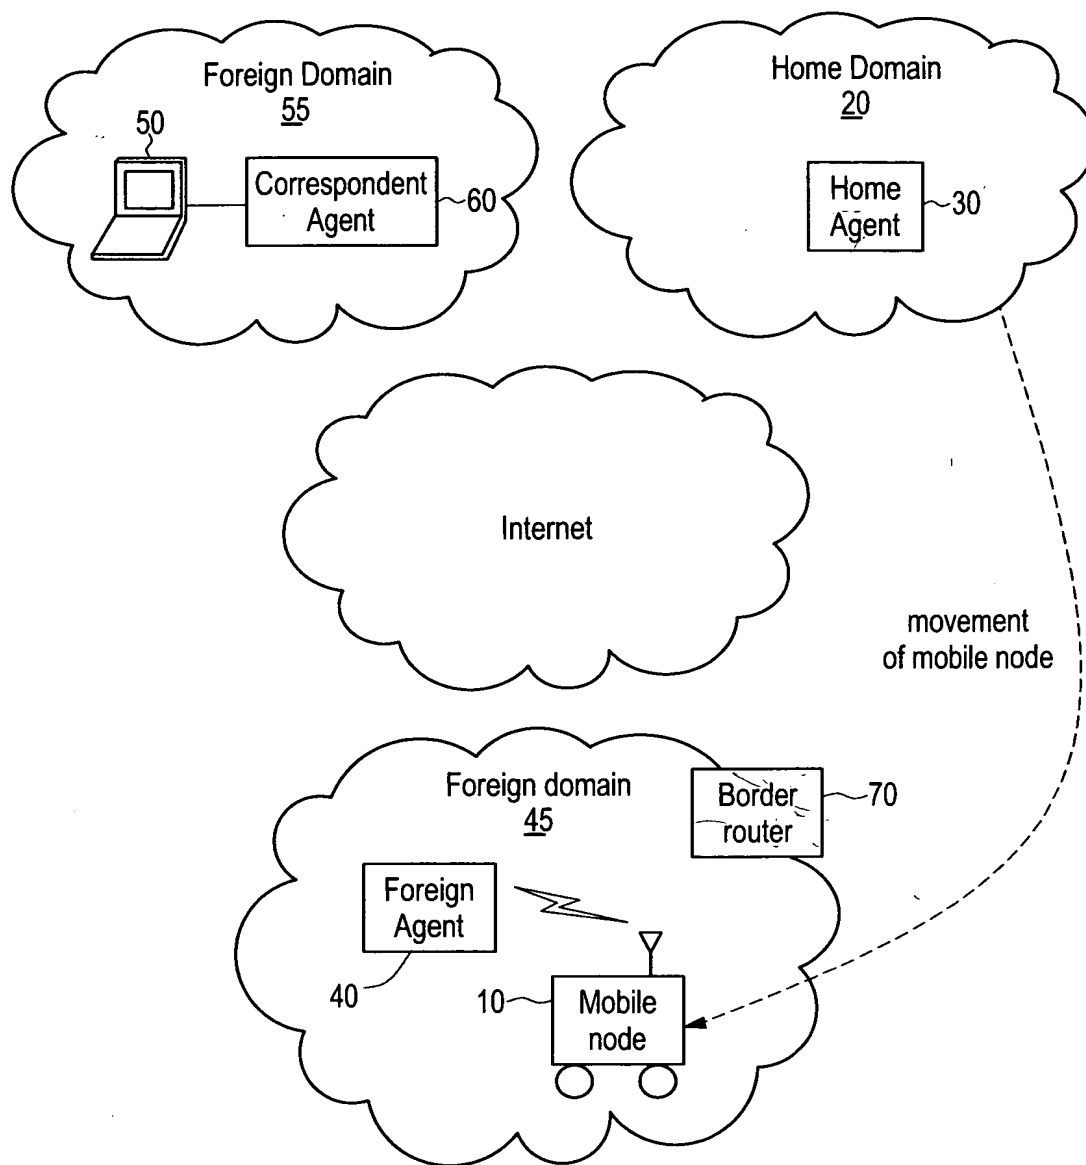 Foreign Domain
55
50
Correspondent
Agent
60
Home Domain
20
Home
Agent
30
Internet
movement
of mobile node
Foreign domain
45
Border
router
70
Foreign
Agent
40
10
Mobile
node